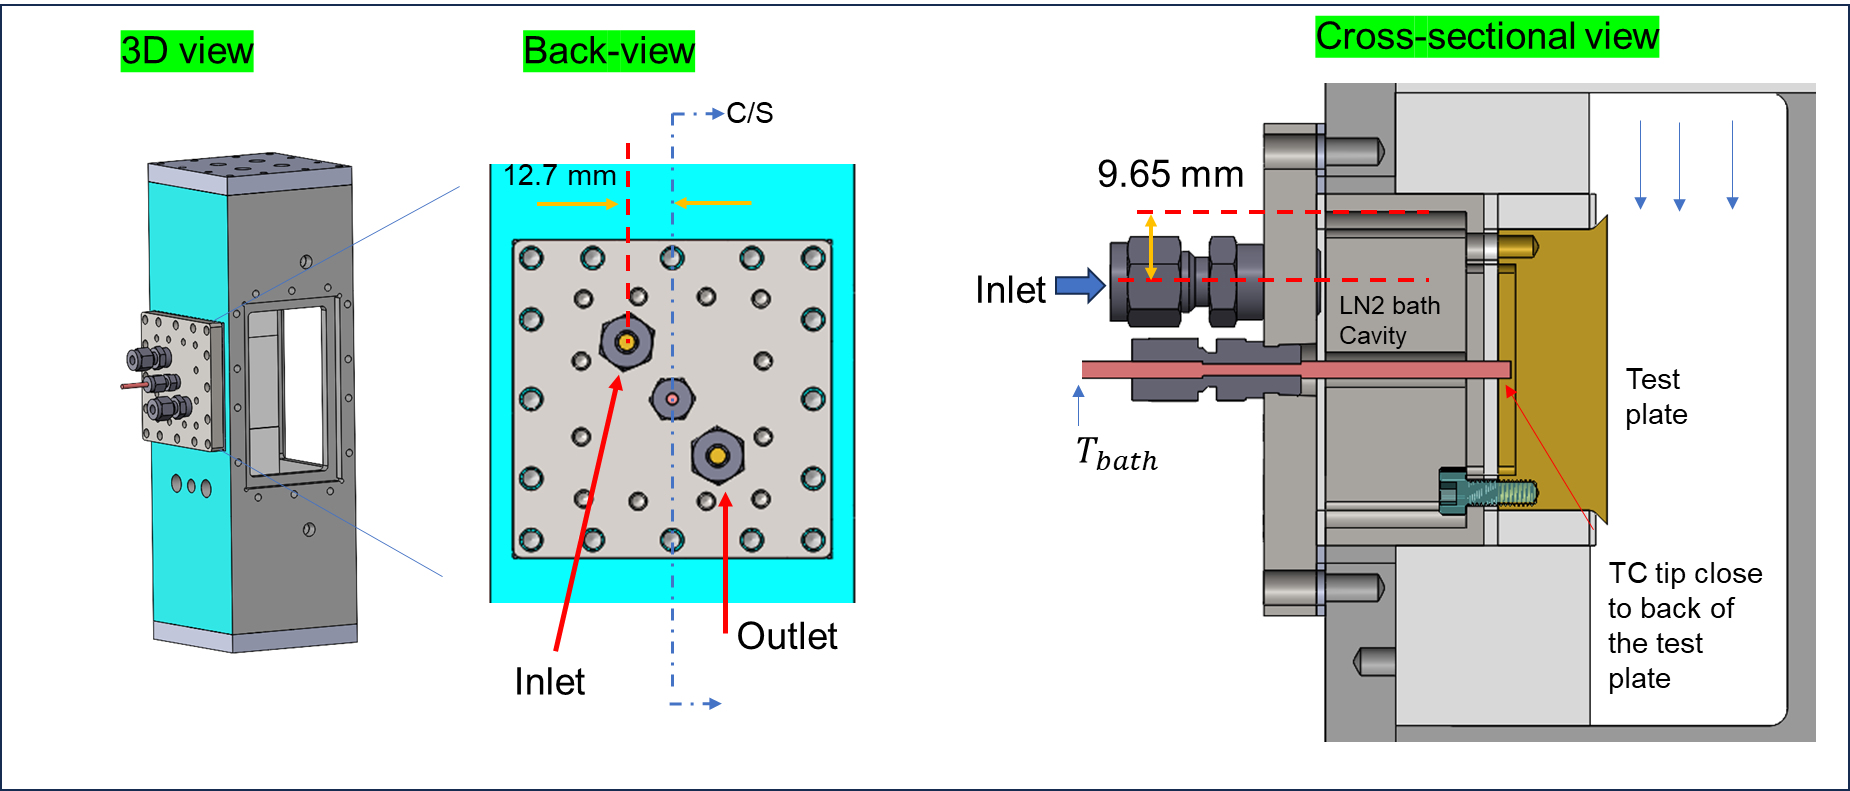 3D view
Back-view
Cross-sectional view
C/S
12.7 mm
9.65 mm
Inlet
LN2 bath
Cavity
Test
plate
T_bath
TC tip close
to back of
the test
plate
Outlet
Inlet